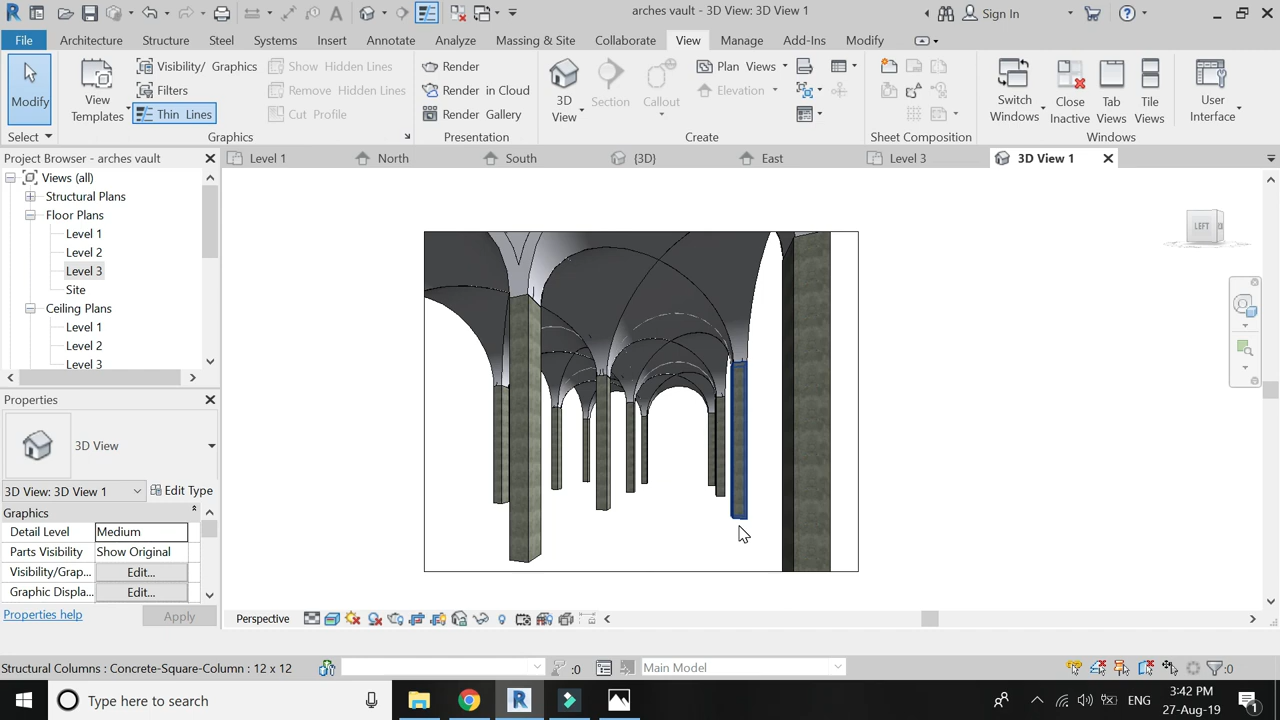 arches vault - 3D View: 3D View 1
Sign In
File
Architecture
Structure
Steel
Systems
Insert
Annotate
Analyze
Massing & Site
Collaborate
View
Manage
Add-Ins
Modify
Modify
Select
View
Templates
Visibility/ Graphics
Filters
Thin Lines
Show Hidden Lines
Remove Hidden Lines
Cut Profile
Graphics
Render
Render in Cloud
Render Gallery
Presentation
3D
View
Section
Callout
Plan Views
Elevation
Create
Sheet Composition
Switch
Windows
Close
Inactive
Tab
Views
Tile
Views
Windows
User
Interface
Project Browser - arches vault
Level 1
North
South
{3D}
East
Level 3
3D View 1
Views (all)
Structural Plans
Floor Plans
Level 1
Level 2
Level 3
Site
Ceiling Plans
Level 1
Level 2
Level 3
LEFT
Properties
3D View
3D View: 3D View 1
Edit Type
Graphics
Detail Level
Medium
Parts Visibility
Show Original
Visibility/Grap...
Edit...
Graphic Displa...
Edit...
Properties help
Apply
Perspective
Structural Columns : Concrete-Square-Column : 12 x 12
:0
Main Model
:0
Type here to search
ENG
3:42 PM
27-Aug-19
1